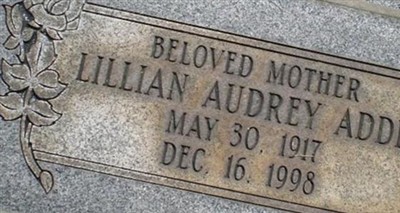 BELOVED MOTHER
LILLIAN AUDREY
MAY 30, 1917
DEC. 16, 1998